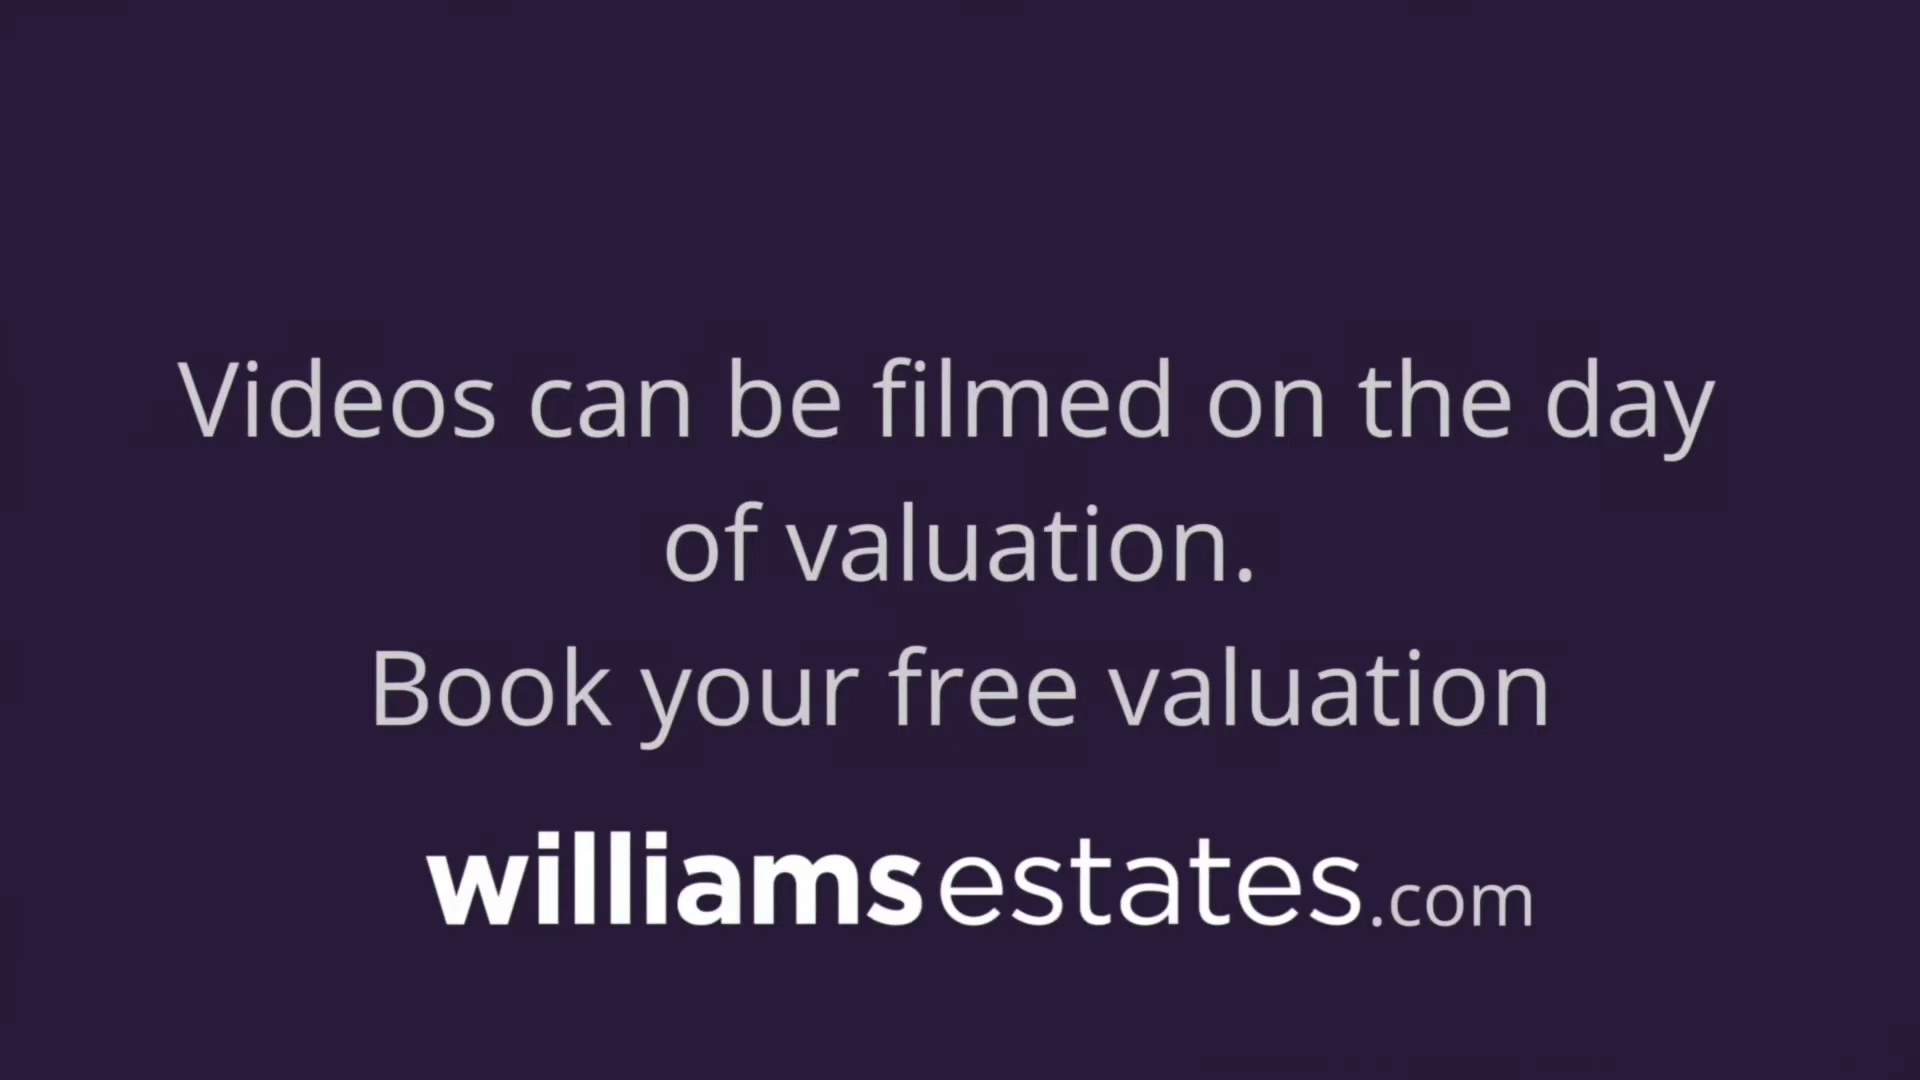 Videos can be filmed on the day
of valuation.
Book your free valuation
williamsestates.com